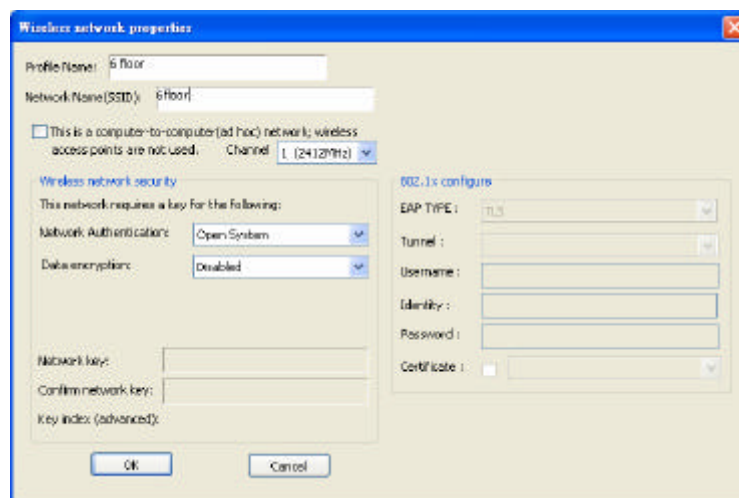 Wireless network properties
Profile Name: 6 floor
Network Name(SSID): 6floor
This is a computer-to-computer(ad hoc) network; wireless
access points are not used. Channel 1 (2412MHz)
Wireless network security
This network requires a key for the following:
Network Authentication: Open System
Data encryption: Disabled
Network key:
Confirm network key:
Key index (advanced):
OK
Cancel
802.1x configure
EAP TYPE : TLS
Tunnel :
Username :
Identity :
Password :
Certificate :